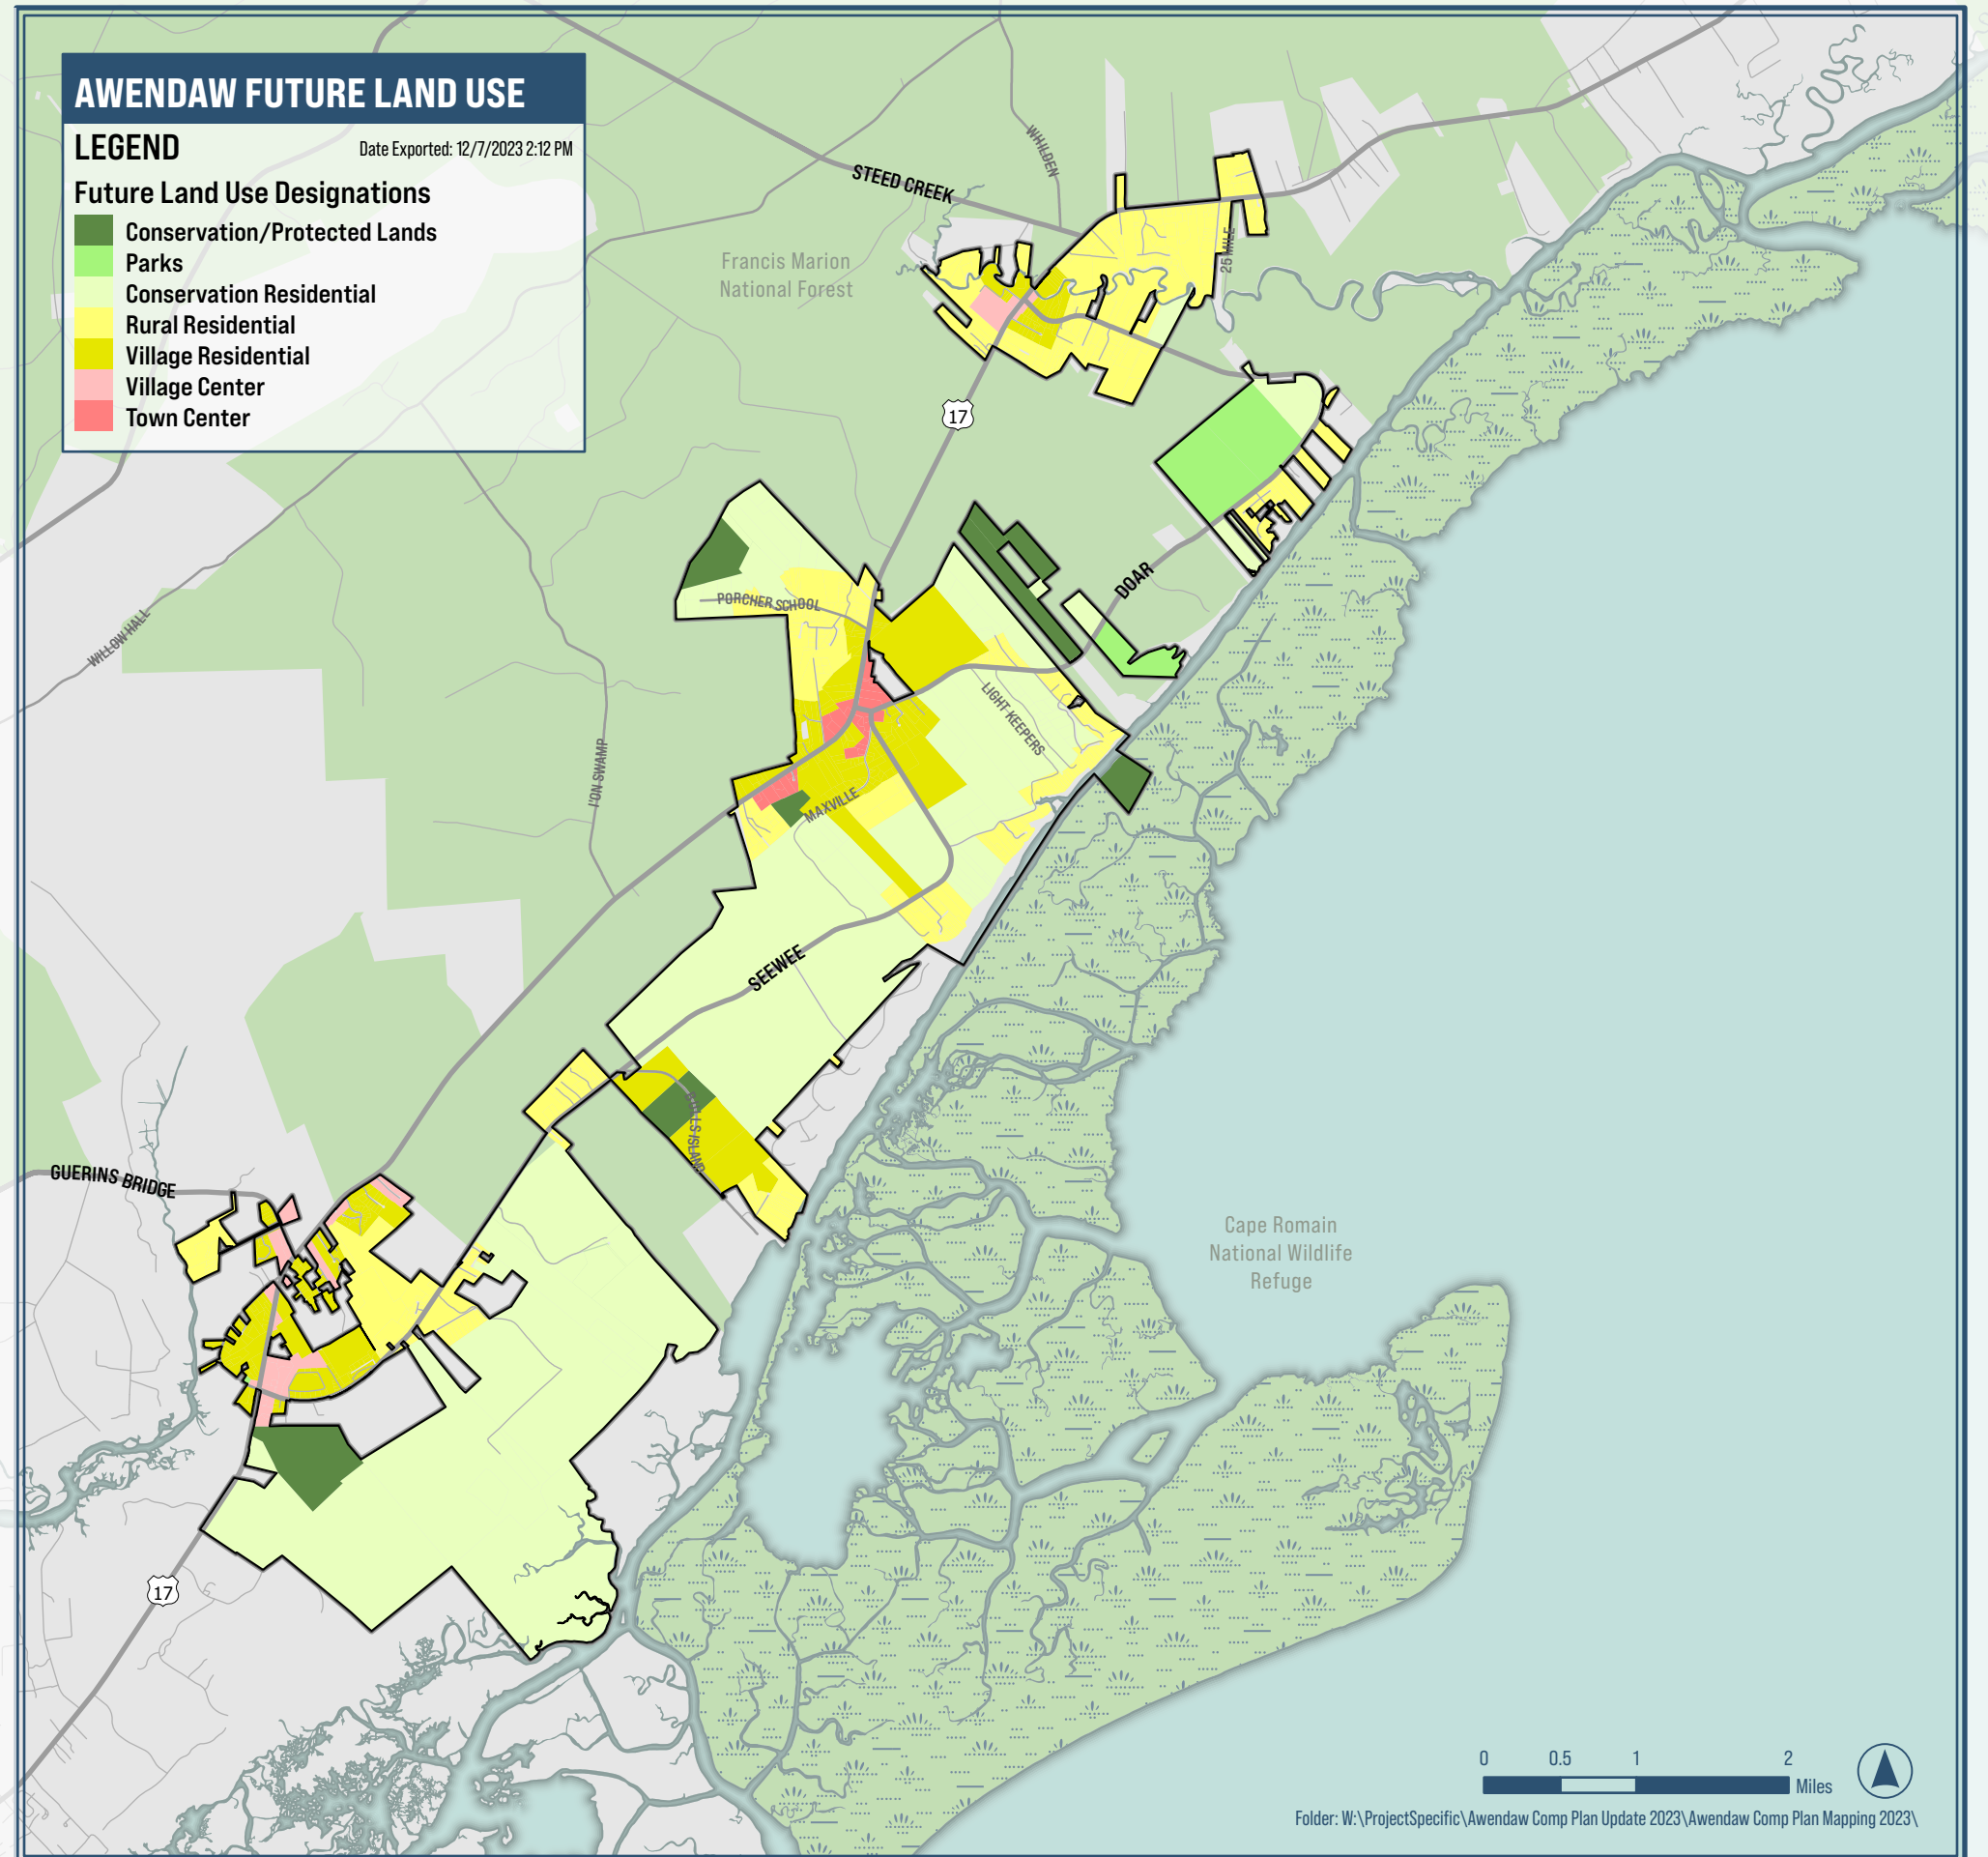 AWENDAW FUTURE LAND USE
LEGEND
Date Exported: 12/7/2023 2:12 PM
Future Land Use Designations
Conservation/Protected Lands
Parks
Conservation Residential
Rural Residential
Village Residential
Village Center
Town Center
WHILDEN
STEED CREEK
25 MILE
Francis Marion
National Forest
17
DOAR
PORCHER SCHOOL
WILLOW HALL
LIGHT KEEPERS
I'ON SWAMP
MAXVILLE
SEEWEE
BULLS ISLAND
GUERINS BRIDGE
Cape Romain
National Wildlife
Refuge
17
0 0.5 1 2
Miles
Folder: W:\ProjectSpecific\Awendaw Comp Plan Update 2023\Awendaw Comp Plan Mapping 2023\